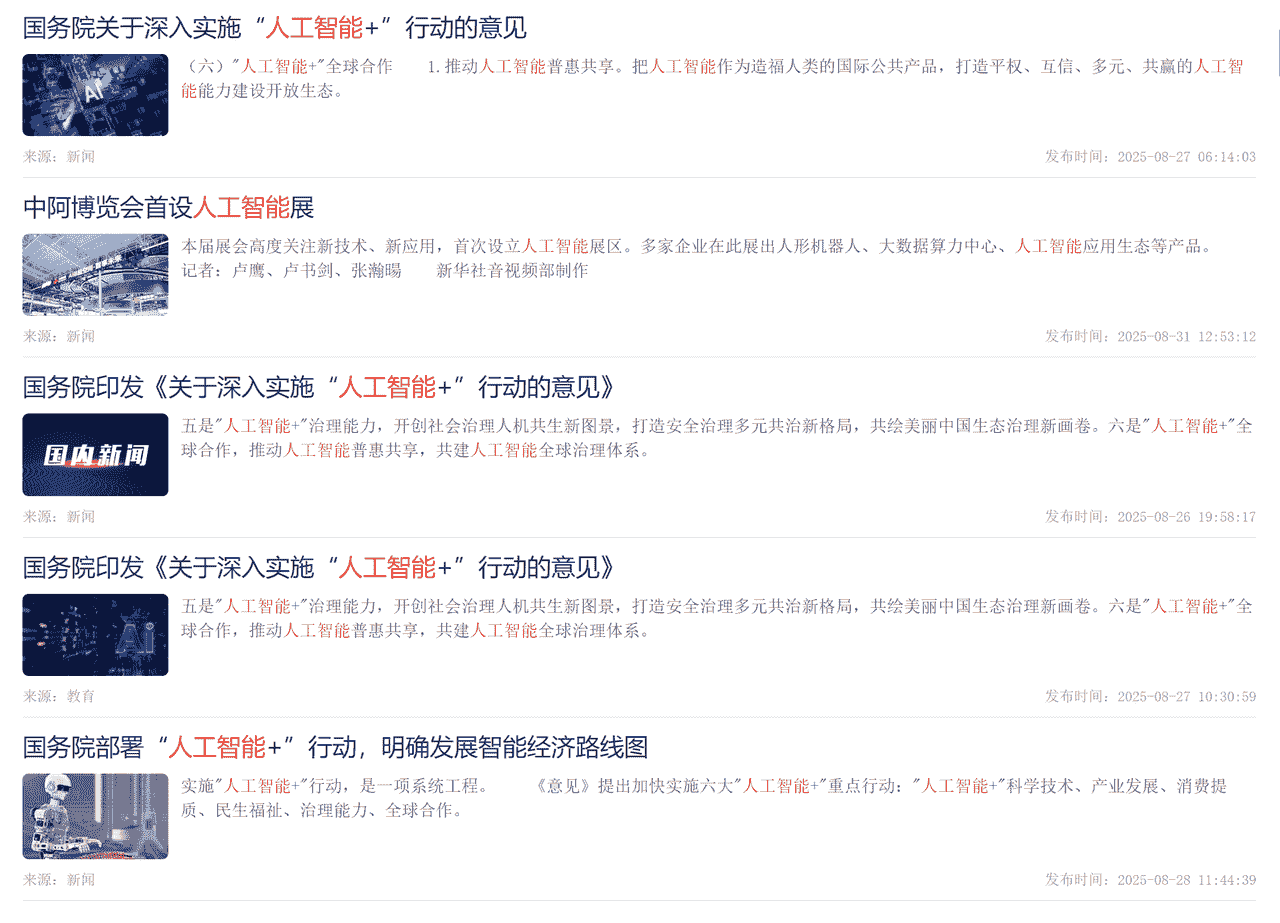 国务院关于深入实施“人工智能+”行动的意见
AI
（六）"人工智能+"全球合作　　1.推动人工智能普惠共享。把人工智能作为造福人类的国际公共产品，打造平权、互信、多元、共赢的人工智
能能力建设开放生态。
来源：新闻 发布时间：2025-08-27 06:14:03
中阿博览会首设人工智能展
本届展会高度关注新技术、新应用，首次设立人工智能展区。多家企业在此展出人形机器人、大数据算力中心、人工智能应用生态等产品。
记者：卢鹰、卢书剑、张瀚暘　　新华社音视频部制作
来源：新闻 发布时间：2025-08-31 12:53:12
国务院印发《关于深入实施“人工智能+”行动的意见》
国内新闻
五是"人工智能+"治理能力，开创社会治理人机共生新图景，打造安全治理多元共治新格局，共绘美丽中国生态治理新画卷。六是"人工智能+"全
球合作，推动人工智能普惠共享，共建人工智能全球治理体系。
来源：新闻 发布时间：2025-08-26 19:58:17
国务院印发《关于深入实施“人工智能+”行动的意见》
AI
五是"人工智能+"治理能力，开创社会治理人机共生新图景，打造安全治理多元共治新格局，共绘美丽中国生态治理新画卷。六是"人工智能+"全
球合作，推动人工智能普惠共享，共建人工智能全球治理体系。
来源：教育 发布时间：2025-08-27 10:30:59
国务院部署“人工智能+”行动，明确发展智能经济路线图
实施"人工智能+"行动，是一项系统工程。　　《意见》提出加快实施六大"人工智能+"重点行动："人工智能+"科学技术、产业发展、消费提
质、民生福祉、治理能力、全球合作。
来源：新闻 发布时间：2025-08-28 11:44:39